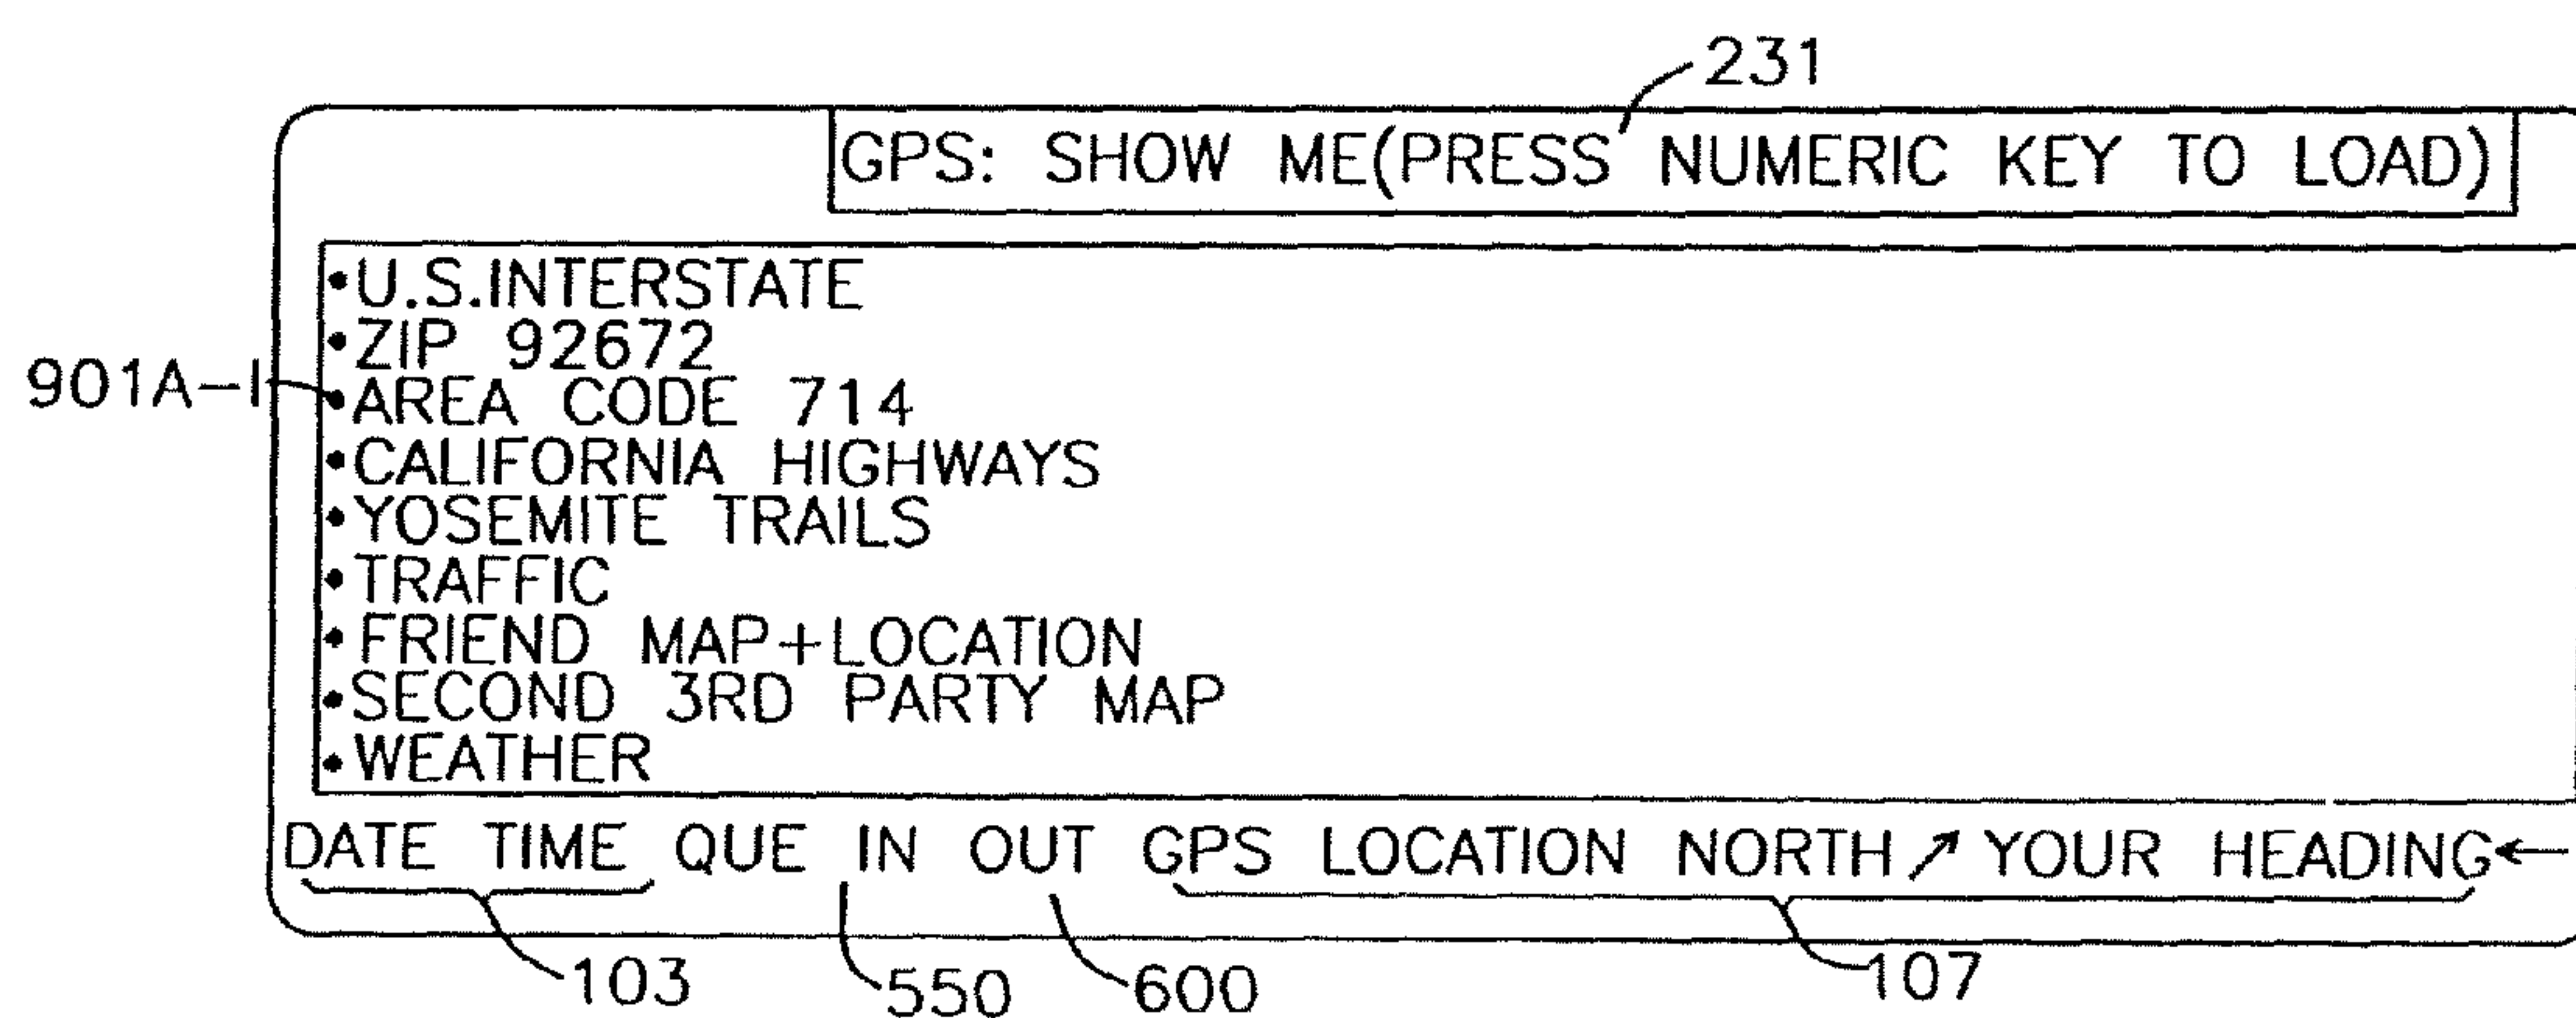 231
GPS: SHOW ME(PRESS NUMERIC KEY TO LOAD)
•U.S.INTERSTATE
•ZIP 92672
901A-I
•AREA CODE 714
•CALIFORNIA HIGHWAYS
•YOSEMITE TRAILS
•TRAFFIC
•FRIEND MAP+LOCATION
•SECOND 3RD PARTY MAP
•WEATHER
DATE TIME QUE IN OUT GPS LOCATION NORTH↗YOUR HEADING←
103 550 600 107